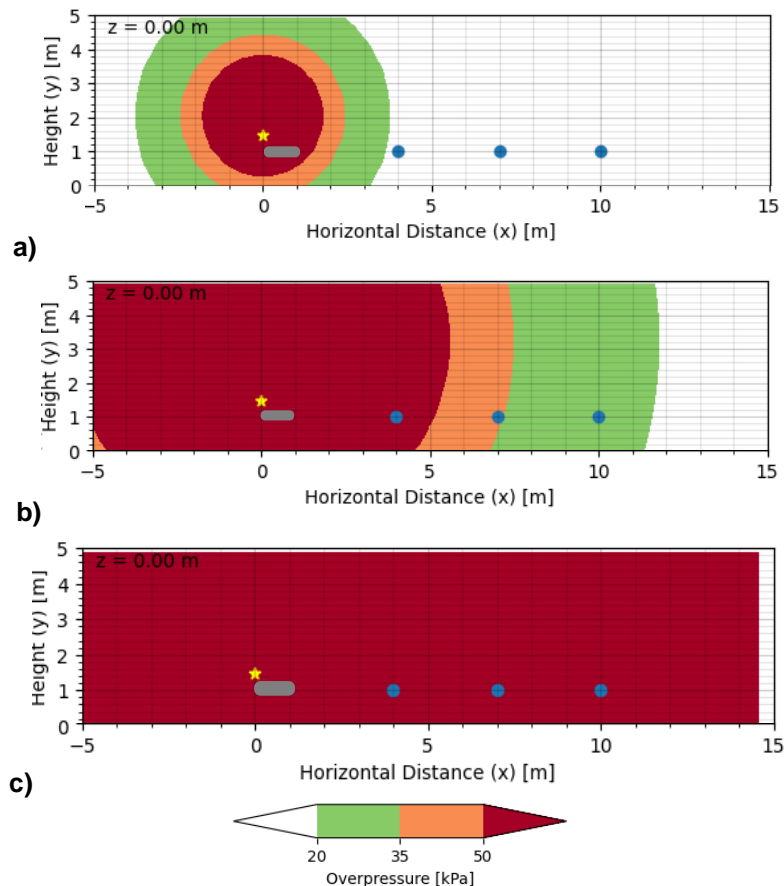 5
z = 0.00 m
4
3
2
1
0
Height (y) [m]
−5 0 5 10 15
Horizontal Distance (x) [m]
a)
5
z = 0.00 m
4
3
2
1
0
Height (y) [m]
−5 0 5 10 15
Horizontal Distance (x) [m]
b)
5
z = 0.00 m
4
3
2
1
0
Height (y) [m]
−5 0 5 10 15
Horizontal Distance (x) [m]
c)
20 35 50
Overpressure [kPa]